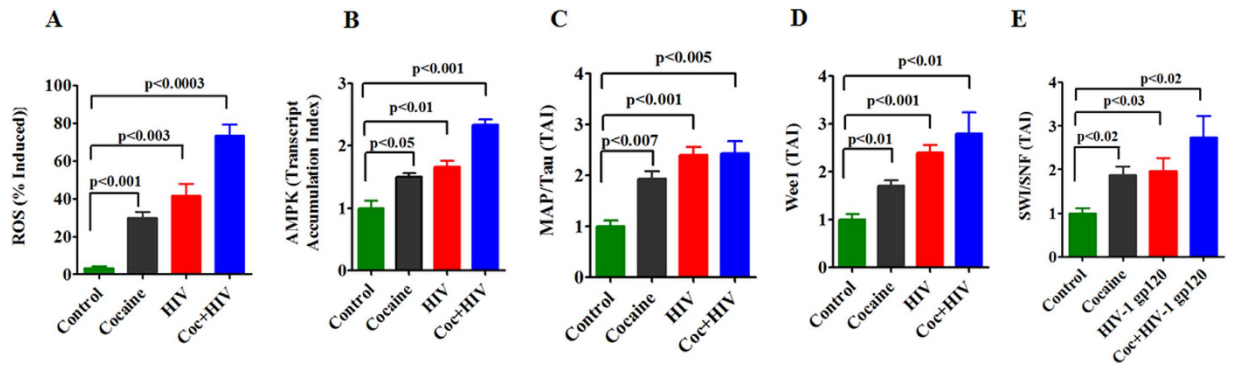 A
ROS (% Induced)]
100
80
60
40
20
0
p<0.0003
p<0.003
p<0.001
Control
Cocaine
HIV
Coc+HIV
B
AMPK (Transcript
Accumulation Index)
3
2
1
0
p<0.001
p<0.01
p<0.05
Control
Cocaine
HIV
Coc+HIV
C
MAP/Tau (TAI)
4
3
2
1
0
p<0.005
p<0.001
p<0.007
Control
Cocaine
HIV
Coc+HIV
D
Wee1 (TAI)
4
3
2
1
0
p<0.01
p<0.001
p<0.01
Control
Cocaine
HIV
Coc+HIV
E
SWI/SNF (TAI)
4
3
2
1
0
p<0.02
p<0.03
p<0.02
Control
Cocaine
HIV-1 gp120
Coc+HIV-1 gp120